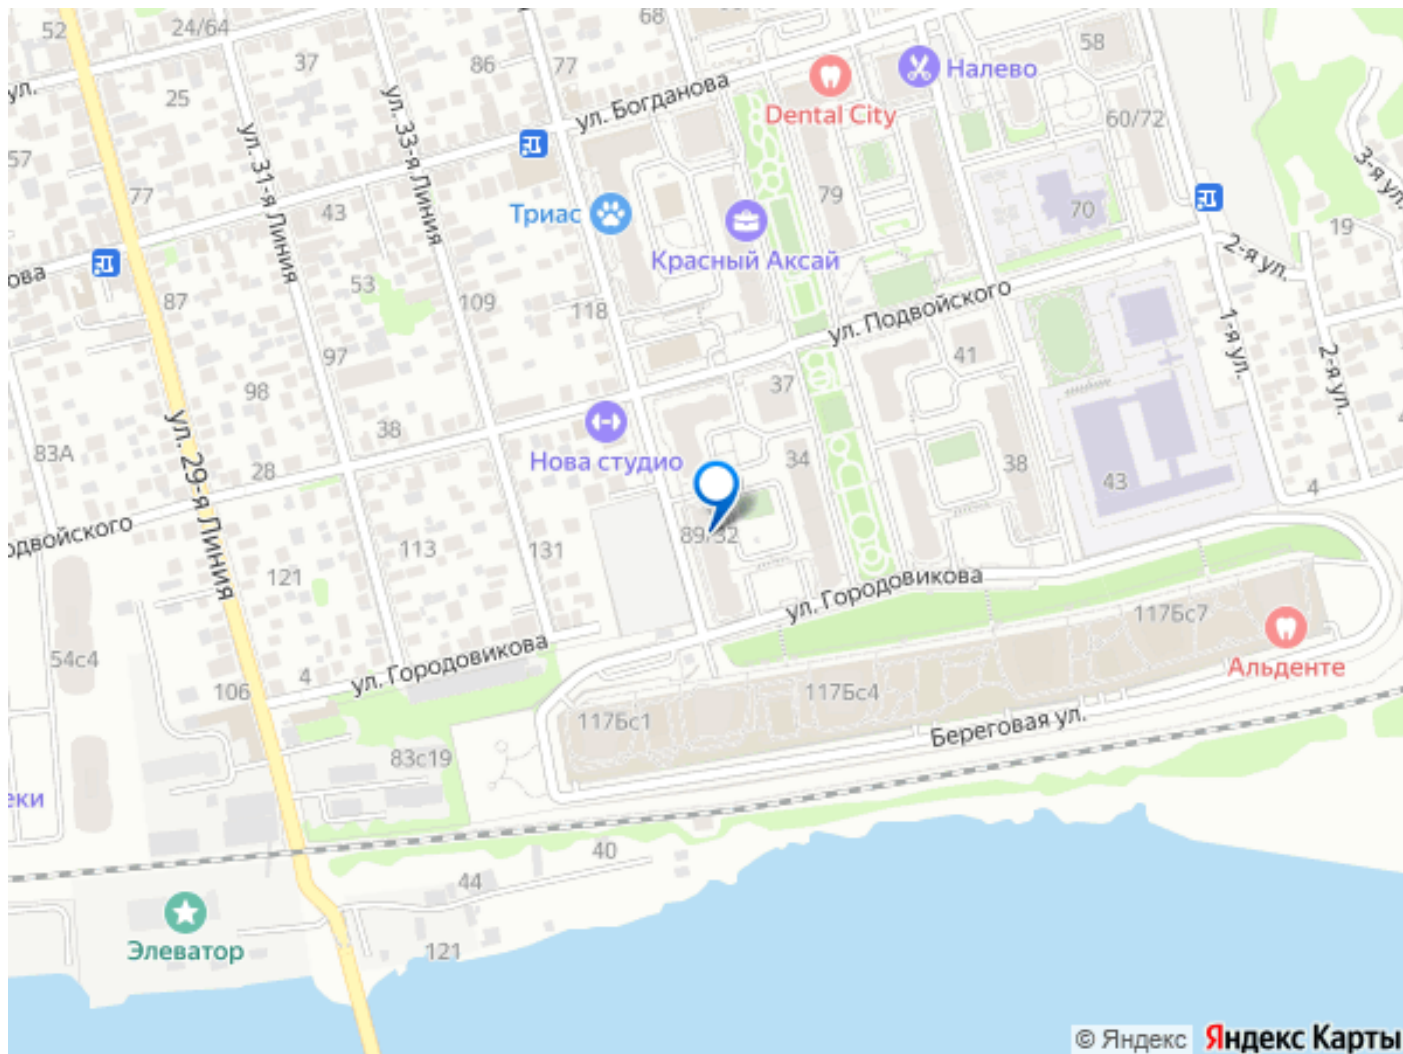 52
24/64
68
58
37
86
77
Налево
ул.
25
ул. 33-я Линия
ул. Богданова
Dental City
60/72
ул. 31-я Линия
57
3-я ул.
77
43
Триас
79
70
19
2-я ул.
Красный Аксай
ова
53
87
109
118
ул. Подвойского
1-я ул.
97
41
2-я ул.
98
37
ул. 29-я Линия
38
83А
28
Нова студио
34
38
43
4
одвойского
89/32
113
131
121
ул. Городовикова
117Бс7
54с4
ул. Городовикова
Альденте
106
4
117Бс4
117Бс1
Береговая ул.
83с19
еки
40
44
Элеватор
121
© Яндекс Яндекс Карты